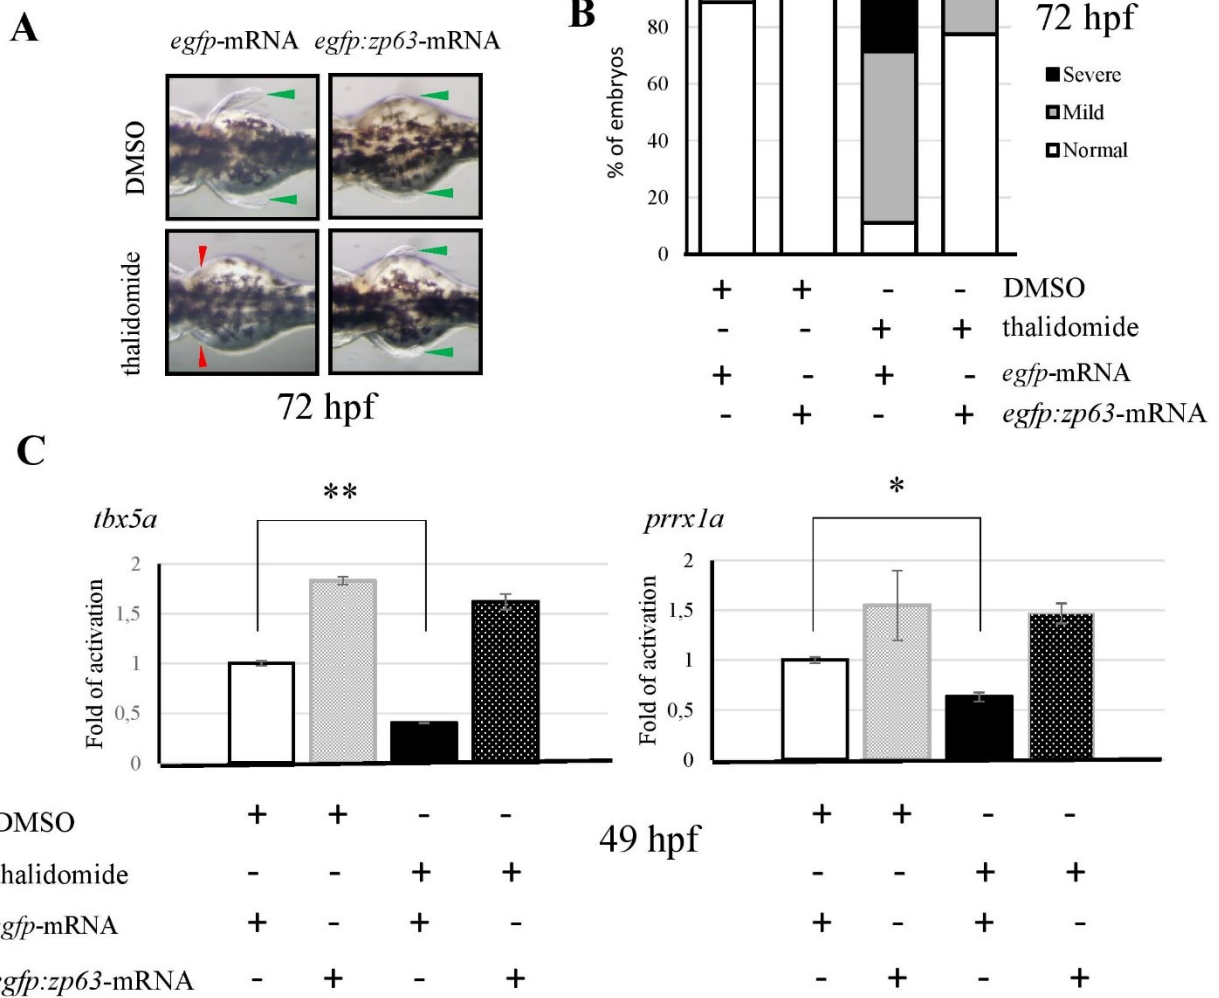 A
egfp-mRNA egfp:zp63-mRNA
DMSO
thalidomide
72 hpf
B
72 hpf
% of embryos
80
60
40
20
0
Severe
Mild
Normal
+ + - - DMSO
- - + + thalidomide
+ - + - egfp-mRNA
- + - + egfp:zp63-mRNA
C
tbx5a
**
Fold of activation
2
1,5
1
0,5
0
prrx1a
*
Fold of activation
2
1,5
1
0,5
0
DMSO + + - - + + - -
49 hpf
halidomide - - + + - - + +
gfp-mRNA + - + - + - + -
egfp:zp63-mRNA - + - + - + - +